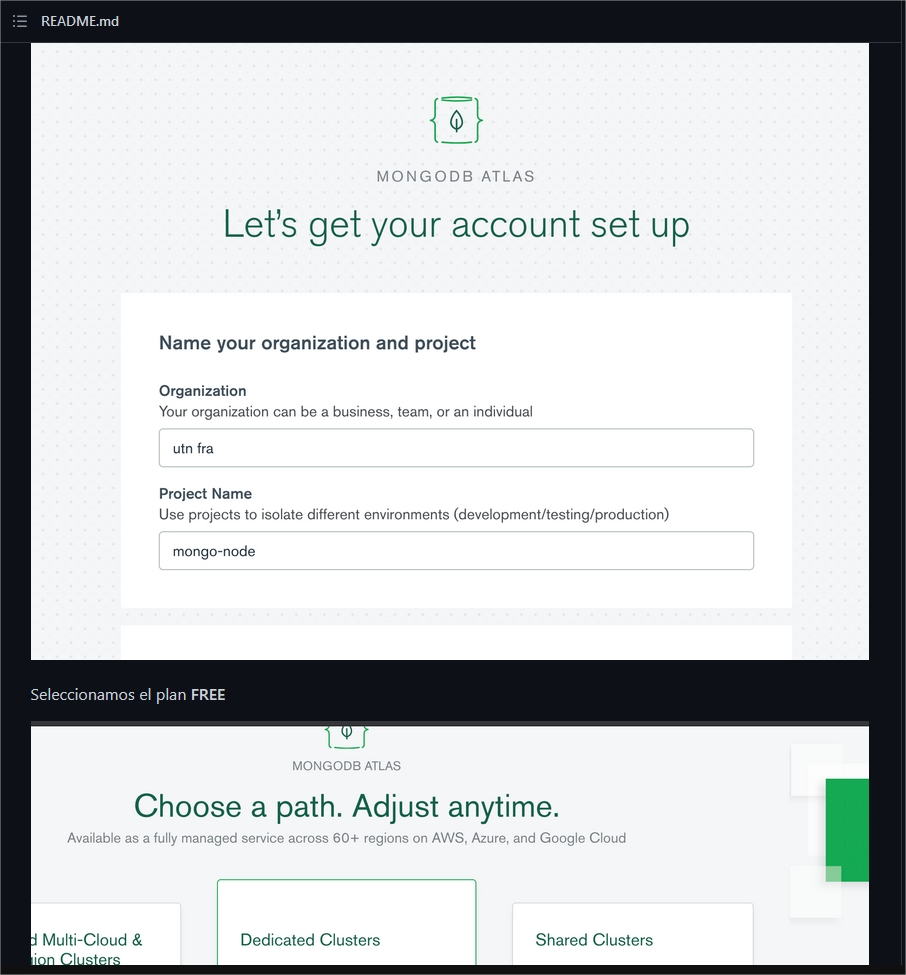 README.md
MONGODB ATLAS
Let's get your account set up
Name your organization and project
Organization
Your organization can be a business, team, or an individual
utn fra
Project Name
Use projects to isolate different environments (development/testing/production)
mongo-node
Seleccionamos el plan FREE
MONGODB ATLAS
Choose a path. Adjust anytime.
Available as a fully managed service across 60+ regions on AWS, Azure, and Google Cloud
d Multi-Cloud &
ion Clusters
Dedicated Clusters
Shared Clusters